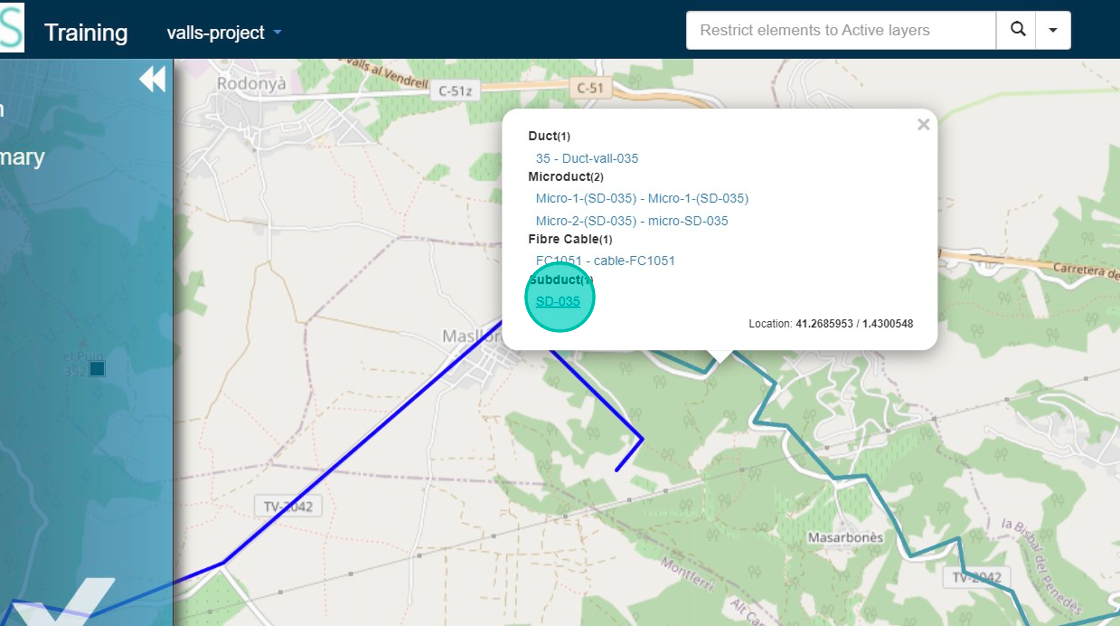 S
Training
valls-project
Restrict elements to Active layers
n
mary
Rodonyà
Valls al Vendrell
C-51z
C-51
Duct(1)
35 - Duct-vall-035
Microduct(2)
Micro-1-(SD-035) - Micro-1-(SD-035)
Micro-2-(SD-035) - micro-SD-035
Fibre Cable(1)
FC1051 - cable-FC1051
Subduct(1)
SD-035
Location: 41.2685953 / 1.4300548
Carretera de
Masllor
el Puig
392
TV-2042
Masarbonès
la Bisbal del Penedès
Montferri
TV-2042
Alt Ca